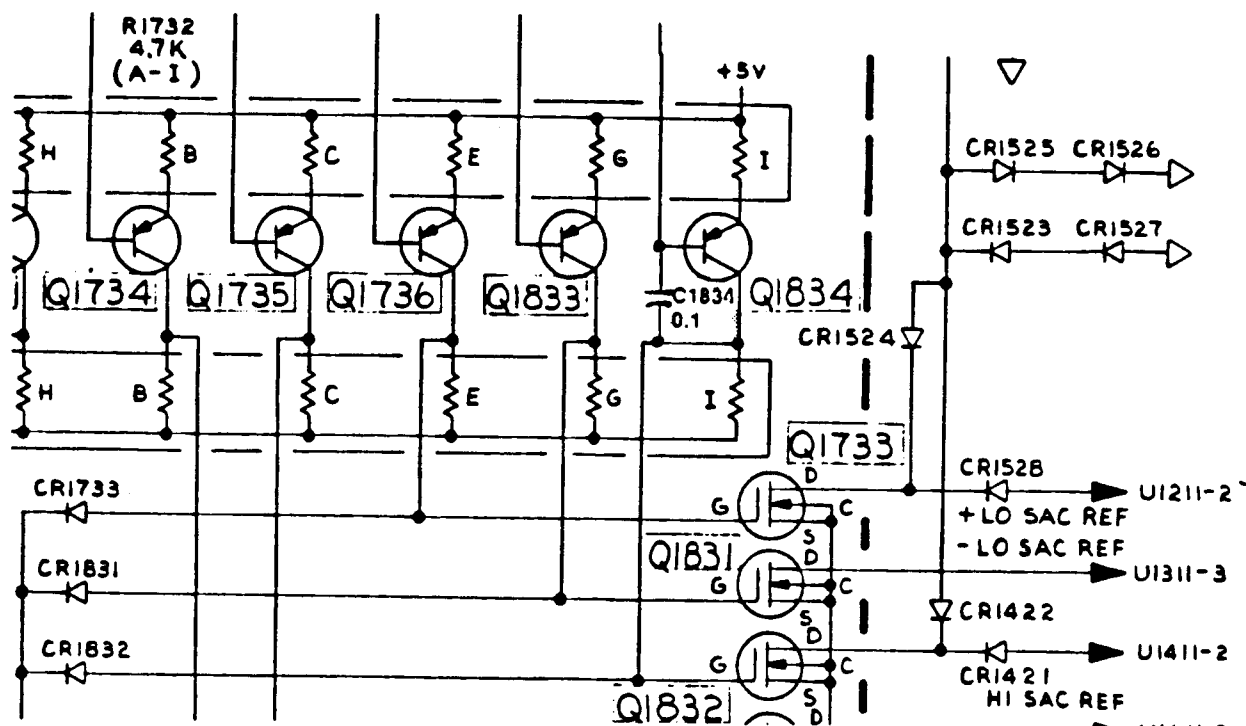 R1732
4.7K
(A-I)
+5V
H
B
C
E
G
I
CR1525
CR1526
CR1523
CR1527
Q1734
Q1735
Q1736
Q1833
C1834
0.1
Q1834
CR1524
H
B
C
E
G
I
Q1733
CR1528
CR1733
G
D
C
S
U1211-2
+LO SAC REF
-LO SAC REF
Q1831
CR1831
G
D
C
S
U1311-3
CR1422
CR1832
G
D
C
S
U1411-2
CR1421
HI SAC REF
Q1832
D